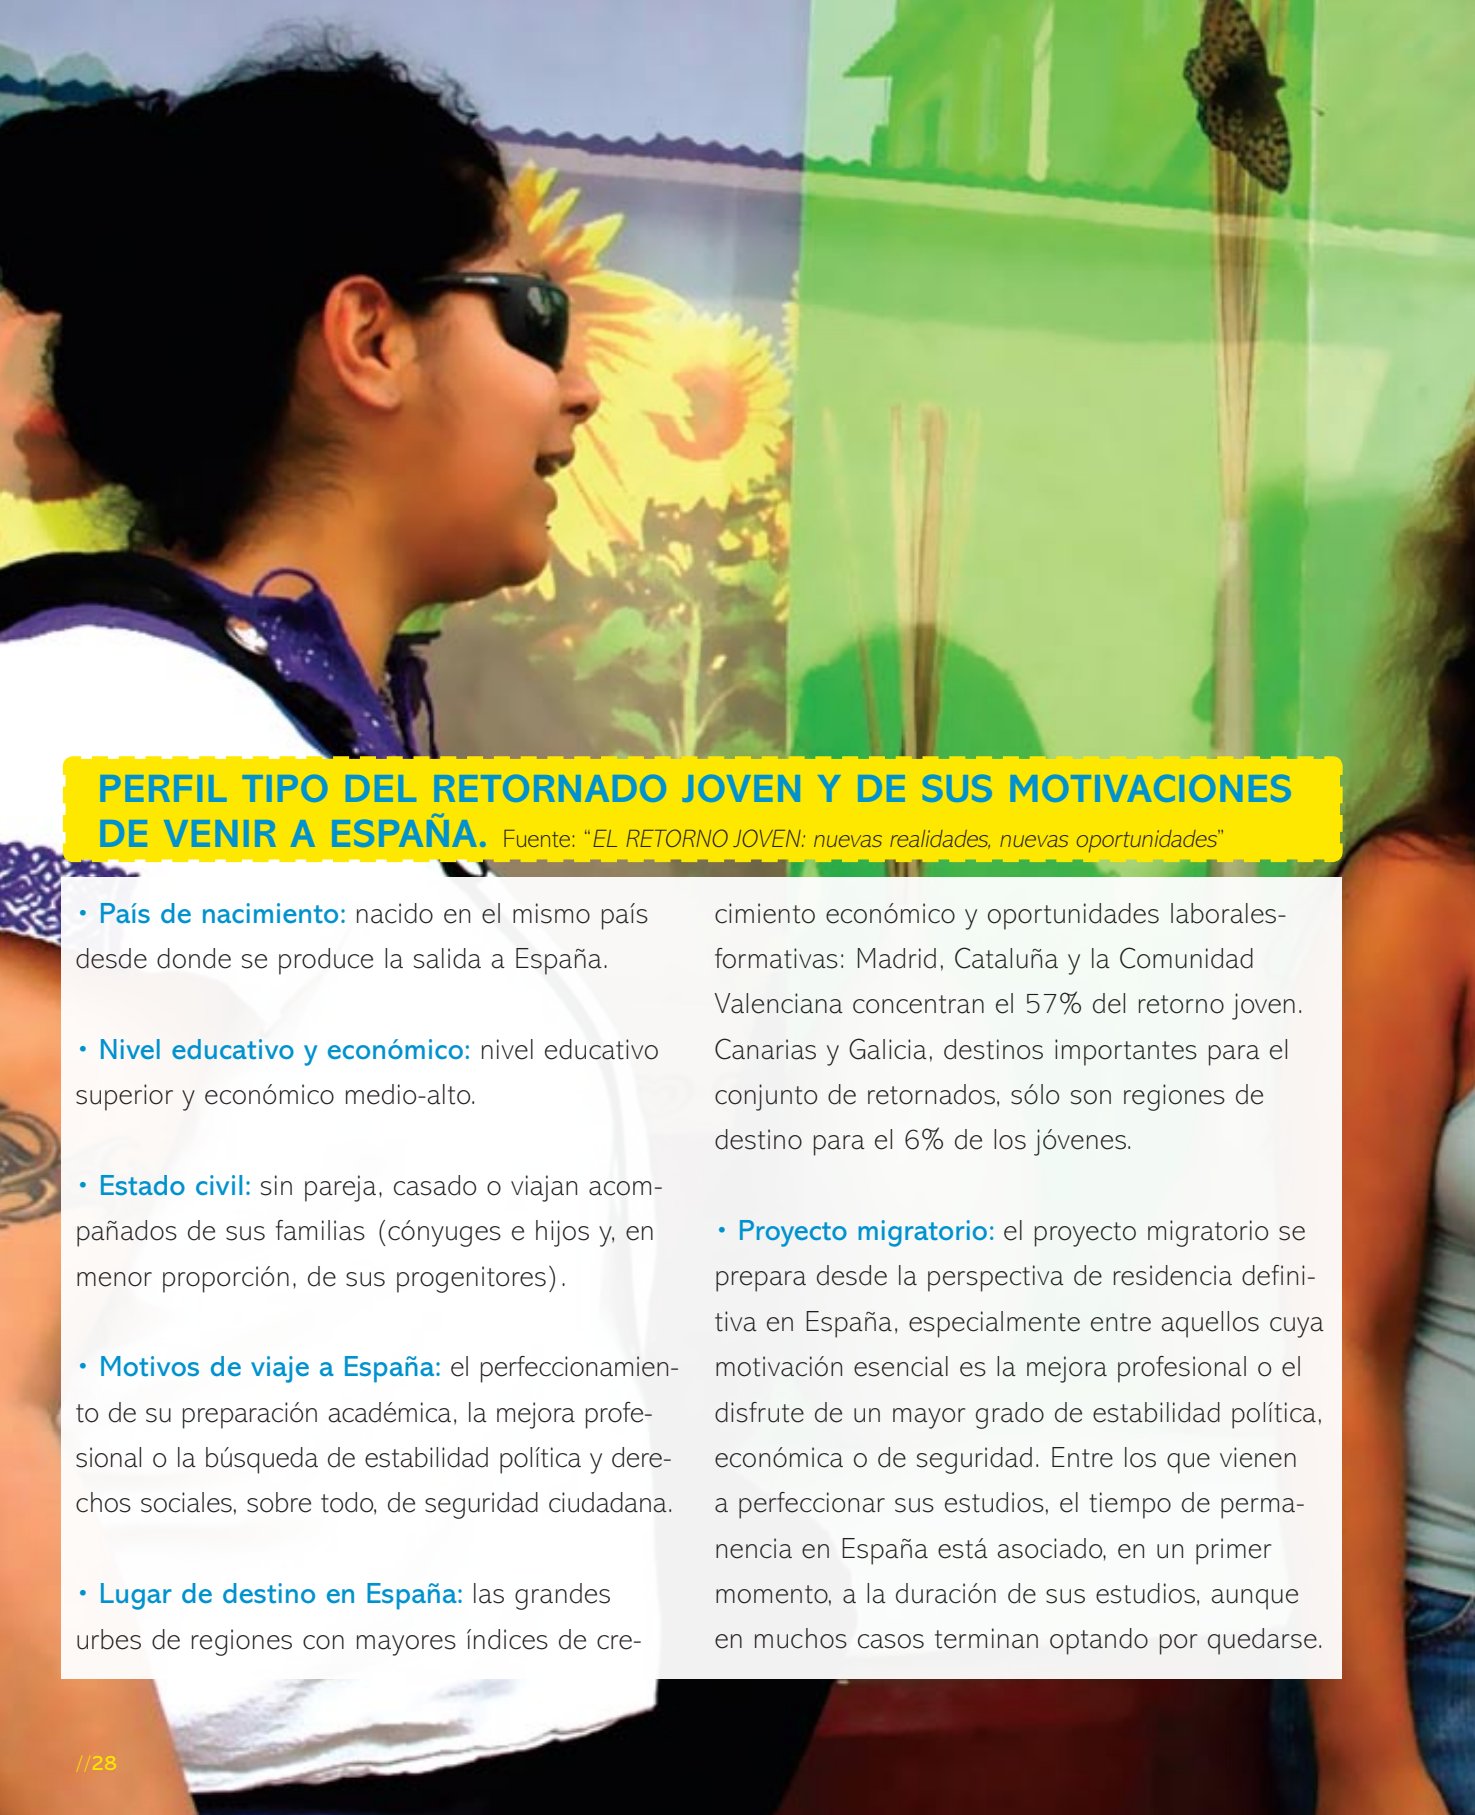 PERFIL TIPO DEL RETORNADO JOVEN Y DE SUS MOTIVACIONES
DE VENIR A ESPAÑA. Fuente: “EL RETORNO JOVEN: nuevas realidades, nuevas oportunidades”
• País de nacimiento: nacido en el mismo país
desde donde se produce la salida a España.
• Nivel educativo y económico: nivel educativo
superior y económico medio-alto.
• Estado civil: sin pareja, casado o viajan acom-
pañados de sus familias (cónyuges e hijos y, en
menor proporción, de sus progenitores).
• Motivos de viaje a España: el perfeccionamien-
to de su preparación académica, la mejora profe-
sional o la búsqueda de estabilidad política y dere-
chos sociales, sobre todo, de seguridad ciudadana.
• Lugar de destino en España: las grandes
urbes de regiones con mayores índices de cre-
cimiento económico y oportunidades laborales-
formativas: Madrid, Cataluña y la Comunidad
Valenciana concentran el 57% del retorno joven.
Canarias y Galicia, destinos importantes para el
conjunto de retornados, sólo son regiones de
destino para el 6% de los jóvenes.
• Proyecto migratorio: el proyecto migratorio se
prepara desde la perspectiva de residencia defini-
tiva en España, especialmente entre aquellos cuya
motivación esencial es la mejora profesional o el
disfrute de un mayor grado de estabilidad política,
económica o de seguridad. Entre los que vienen
a perfeccionar sus estudios, el tiempo de perma-
nencia en España está asociado, en un primer
momento, a la duración de sus estudios, aunque
en muchos casos terminan optando por quedarse.
//28